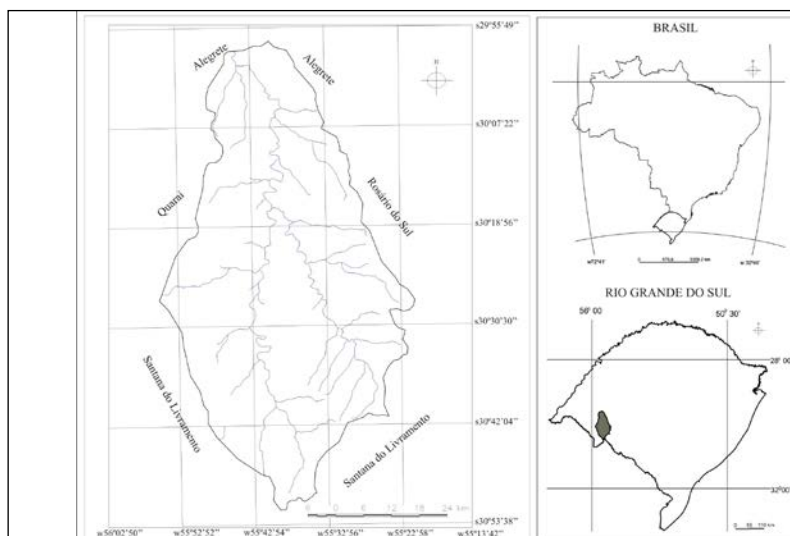 s29°55'49"
Alegrete
Alegrete
s30°07'22"
Quaraí
Rosário do Sul
s30°18'56"
s30°30'30"
Santana do Livramento
Santana do Livramento
s30°42'04"
0 6 12 18 24 km
s30°53'38"
w56°02'50" w55°52'52" w55°42'54" w55°32'56" w55°22'58" w55°11'42"
BRASIL
w72°41'
RIO GRANDE DO SUL
56° 00'
50° 30'
28° 00'
32°00'